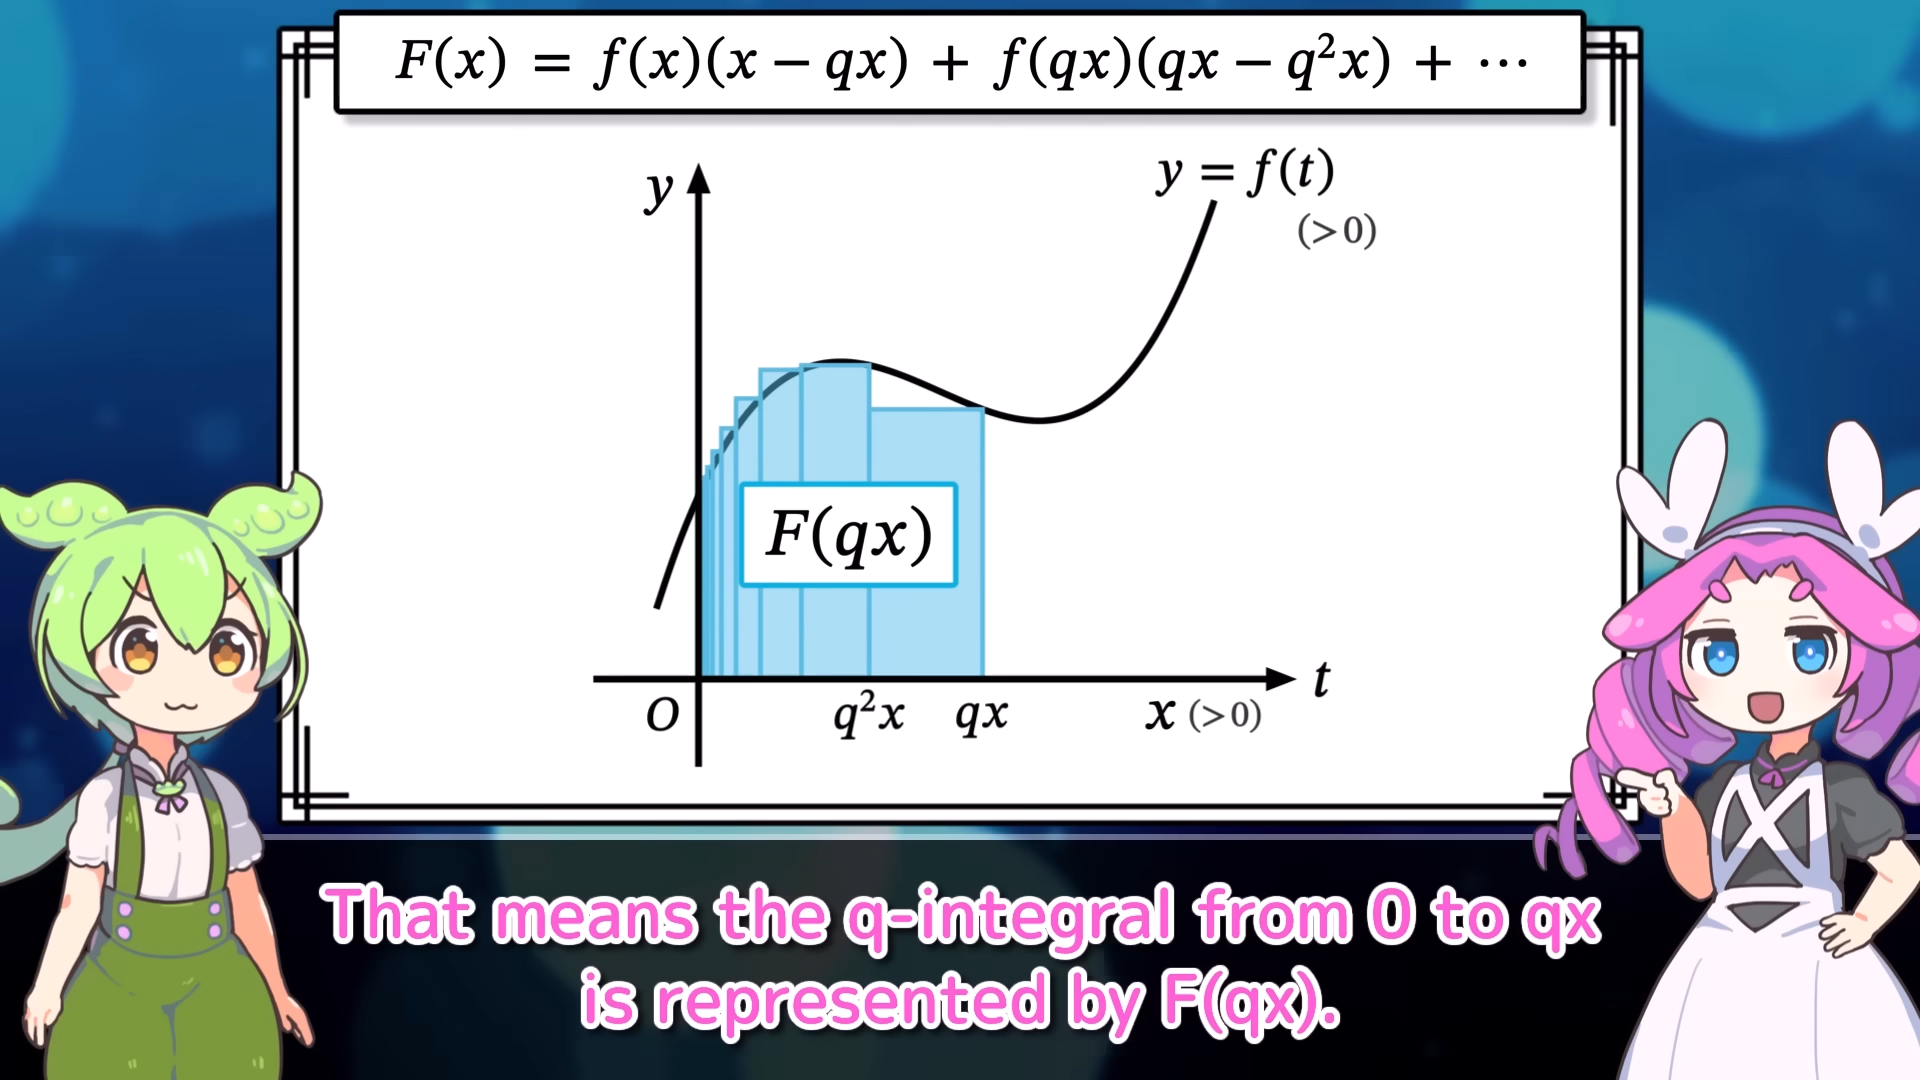 F(x) = f(x)(x − qx) + f(qx)(qx − q²x) + ⋯
y = f(t)
(>0)
y
F(qx)
t
O q²x qx x (>0)
That means the q-integral from 0 to qx
is represented by F(qx).